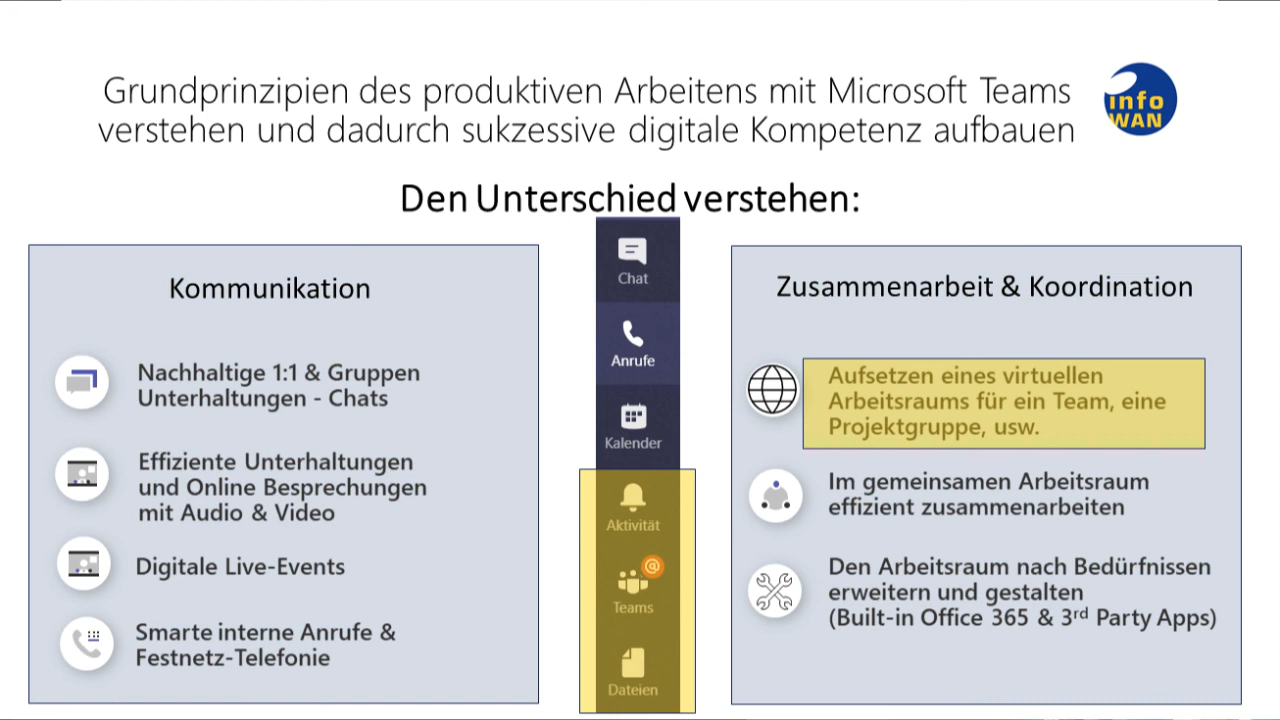 Grundprinzipien des produktiven Arbeitens mit Microsoft Teams
verstehen und dadurch sukzessive digitale Kompetenz aufbauen
info
WAN
Den Unterschied verstehen:
Kommunikation
Nachhaltige 1:1 & Gruppen
Unterhaltungen - Chats
Effiziente Unterhaltungen
und Online Besprechungen
mit Audio & Video
Digitale Live-Events
Smarte interne Anrufe &
Festnetz-Telefonie
Chat
Anrufe
Kalender
Aktivität
@
Teams
Dateien
Zusammenarbeit & Koordination
Aufsetzen eines virtuellen
Arbeitsraums für ein Team, eine
Projektgruppe, usw.
Im gemeinsamen Arbeitsraum
effizient zusammenarbeiten
Den Arbeitsraum nach Bedürfnissen
erweitern und gestalten
(Built-in Office 365 & 3rd Party Apps)